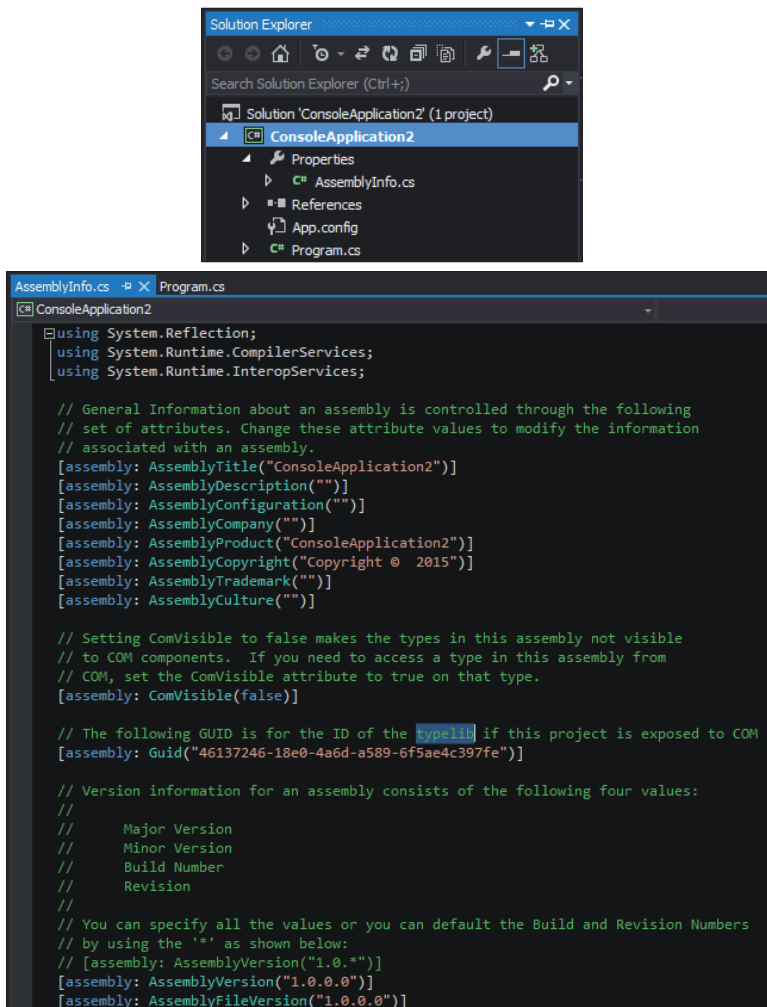 Solution Explorer
Search Solution Explorer (Ctrl+;)
Solution 'ConsoleApplication2' (1 project)
C# ConsoleApplication2
Properties
C# AssemblyInfo.cs
References
App.config
C# Program.cs
AssemblyInfo.cs Program.cs
C# ConsoleApplication2
using System.Reflection;
using System.Runtime.CompilerServices;
using System.Runtime.InteropServices;
// General Information about an assembly is controlled through the following
// set of attributes. Change these attribute values to modify the information
// associated with an assembly.
[assembly: AssemblyTitle("ConsoleApplication2")]
[assembly: AssemblyDescription("")]
[assembly: AssemblyConfiguration("")]
[assembly: AssemblyCompany("")]
[assembly: AssemblyProduct("ConsoleApplication2")]
[assembly: AssemblyCopyright("Copyright ©  2015")]
[assembly: AssemblyTrademark("")]
[assembly: AssemblyCulture("")]
// Setting ComVisible to false makes the types in this assembly not visible
// to COM components.  If you need to access a type in this assembly from
// COM, set the ComVisible attribute to true on that type.
[assembly: ComVisible(false)]
// The following GUID is for the ID of the typelib if this project is exposed to COM
[assembly: Guid("46137246-18e0-4a6d-a589-6f5ae4c397fe")]
// Version information for an assembly consists of the following four values:
//
//      Major Version
//      Minor Version
//      Build Number
//      Revision
//
// You can specify all the values or you can default the Build and Revision Numbers
// by using the '*' as shown below:
// [assembly: AssemblyVersion("1.0.*")]
[assembly: AssemblyVersion("1.0.0.0")]
[assembly: AssemblyFileVersion("1.0.0.0")]